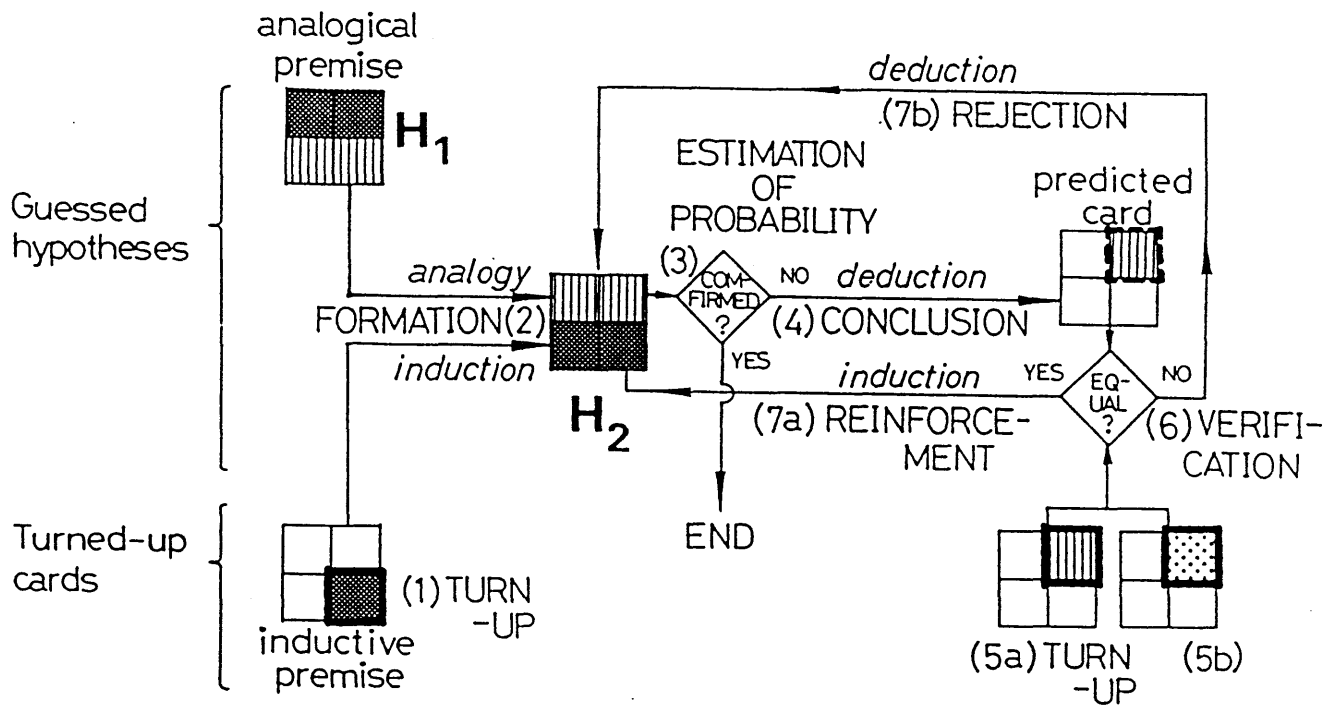 analogical
premise
H1
Guessed
hypotheses
deduction
(7b) REJECTION
ESTIMATION
OF
PROBABILITY
predicted
card
analogy
FORMATION (2)
induction
H2
(3)
COM-
FIRMED
?
NO
YES
deduction
(4) CONCLUSION
induction
(7a) REINFORCE-
MENT
YES
EQ-
UAL
?
NO
(6) VERIFI-
CATION
END
Turned-up
cards
(1) TURN
-UP
inductive
premise
(5a) TURN
-UP
(5b)